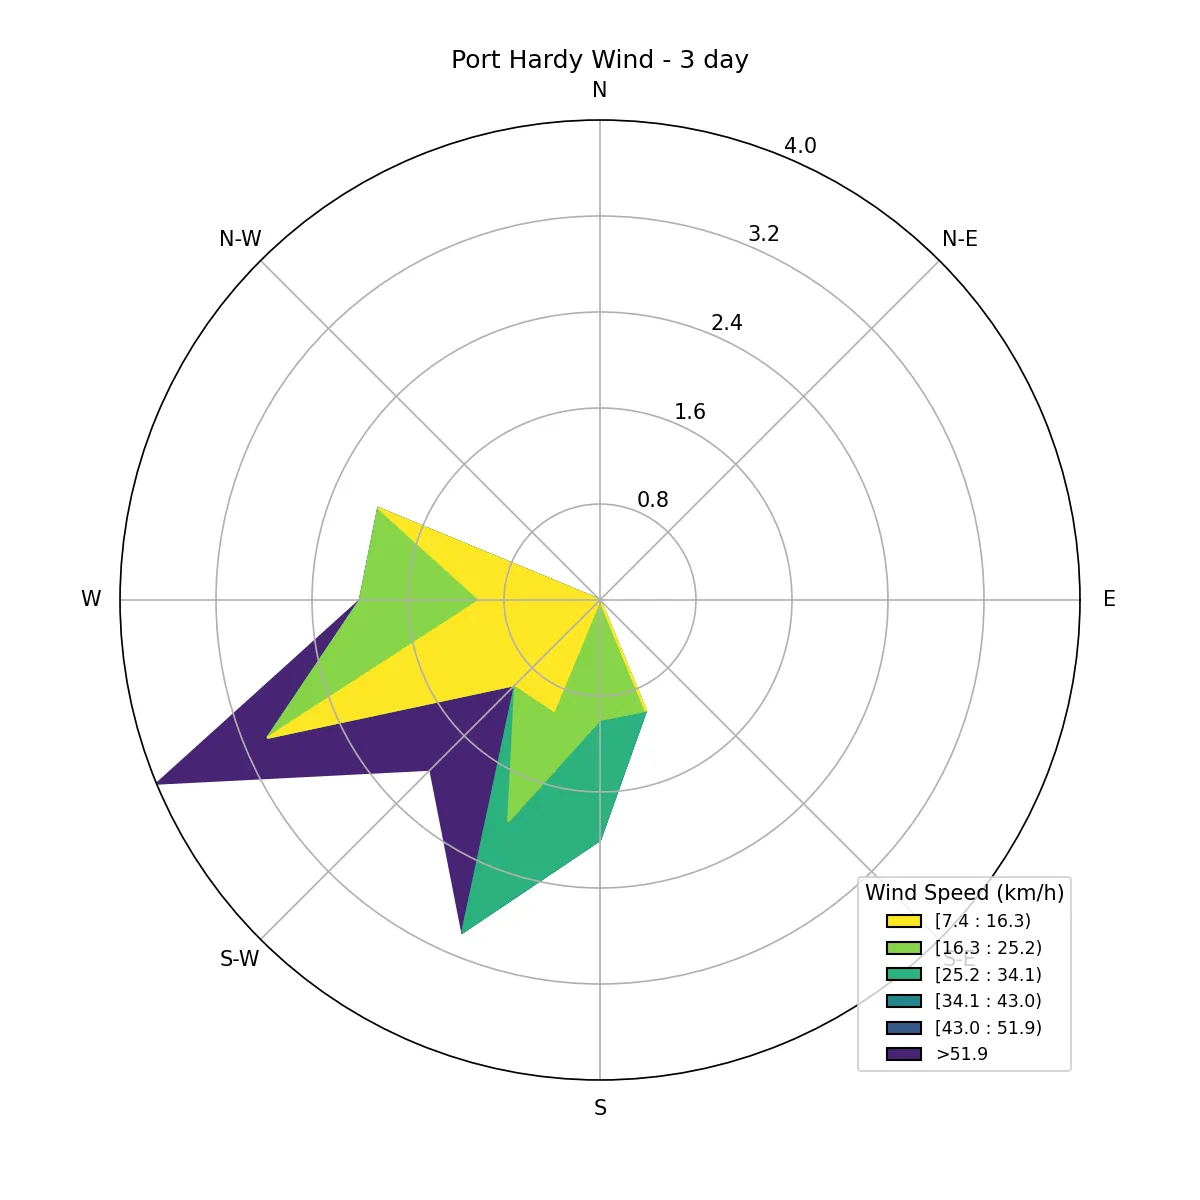 Port Hardy Wind - 3 day
N
4.0
N-W
3.2
N-E
2.4
1.6
0.8
W
E
Wind Speed (km/h)
[7.4 : 16.3)
[16.3 : 25.2)
S-W
S-E
[25.2 : 34.1)
[34.1 : 43.0)
[43.0 : 51.9)
>51.9
S